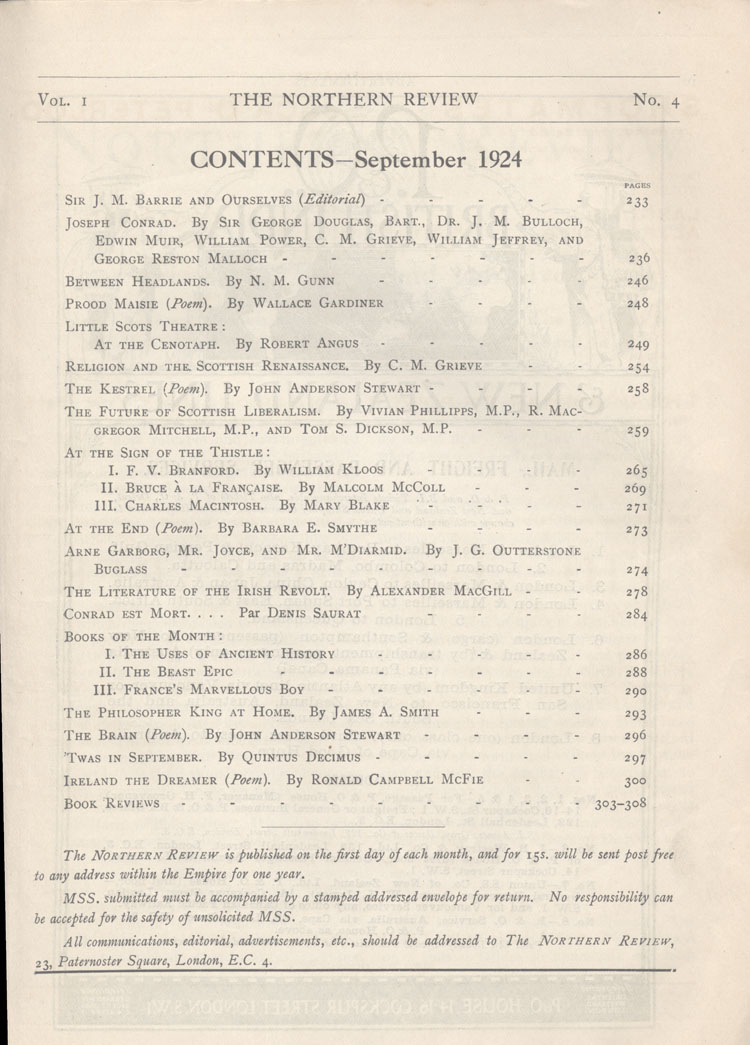 VOL. I THE NORTHERN REVIEW NO. 4
CONTENTS—September 1924
PAGES
SIR J. M. BARRIE AND OURSELVES (Editorial) - - - - - 233
JOSEPH CONRAD. By SIR GEORGE DOUGLAS, BART., DR. J. M. BULLOCH,
EDWIN MUIR, WILLIAM POWER, C. M. GRIEVE, WILLIAM JEFFREY, AND
GEORGE RESTON MALLOCH - - - - - - - 236
BETWEEN HEADLANDS. By N. M. GUNN - - - - - 246
PROOD MAISIE (Poem). By WALLACE GARDINER - - - - 248
LITTLE SCOTS THEATRE:
AT THE CENOTAPH. By ROBERT ANGUS - - - - - 249
RELIGION AND THE SCOTTISH RENAISSANCE. By C. M. GRIEVE - - 254
THE KESTREL (Poem). By JOHN ANDERSON STEWART - - - - 258
THE FUTURE OF SCOTTISH LIBERALISM. By VIVIAN PHILLIPPS, M.P., R. MAC-
GREGOR MITCHELL, M.P., AND TOM S. DICKSON, M.P. - - - 259
AT THE SIGN OF THE THISTLE:
I. F. V. BRANFORD. By WILLIAM KLOOS - - - - 265
II. BRUCE À LA FRANÇAISE. By MALCOLM MCCOLL - - - 269
III. CHARLES MACINTOSH. By MARY BLAKE - - - - 271
AT THE END (Poem). By BARBARA E. SMYTHE - - - - 273
ARNE GARBORG, MR. JOYCE, AND MR. M'DIARMID. By J. G. OUTTERSTONE
BUGLASS - - - - - - - - - 274
THE LITERATURE OF THE IRISH REVOLT. By ALEXANDER MACGILL - - 278
CONRAD EST MORT. . . . Par DENIS SAURAT - - - - 284
BOOKS OF THE MONTH:
I. THE USES OF ANCIENT HISTORY - - - - - 286
II. THE BEAST EPIC - - - - - - - 288
III. FRANCE'S MARVELLOUS BOY - - - - - - 290
THE PHILOSOPHER KING AT HOME. By JAMES A. SMITH - - - 293
THE BRAIN (Poem). By JOHN ANDERSON STEWART - - - - 296
'TWAS IN SEPTEMBER. By QUINTUS DECIMUS - - - - - 297
IRELAND THE DREAMER (Poem). By RONALD CAMPBELL MCFIE - - 300
BOOK REVIEWS - - - - - - - - - 303-308
The NORTHERN REVIEW is published on the first day of each month, and for 15s. will be sent post free
to any address within the Empire for one year.
MSS. submitted must be accompanied by a stamped addressed envelope for return. No responsibility can
be accepted for the safety of unsolicited MSS.
All communications, editorial, advertisements, etc., should be addressed to The NORTHERN REVIEW,
23, Paternoster Square, London, E.C. 4.